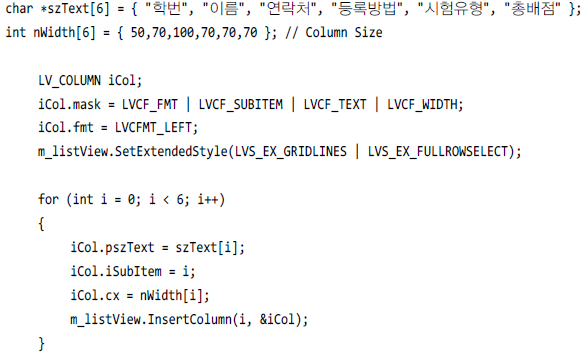 char *szText[6] = { "학번", "이름", "연락처", "등록방법", "시험유형", "총배점" };
int nWidth[6] = { 50,70,100,70,70,70 }; // Column Size
LV_COLUMN iCol;
iCol.mask = LVCF_FMT | LVCF_SUBITEM | LVCF_TEXT | LVCF_WIDTH;
iCol.fmt = LVCFMT_LEFT;
m_listView.SetExtendedStyle(LVS_EX_GRIDLINES | LVS_EX_FULLROWSELECT);
for (int i = 0; i < 6; i++)
{
iCol.pszText = szText[i];
iCol.iSubItem = i;
iCol.cx = nWidth[i];
m_listView.InsertColumn(i, &iCol);
}